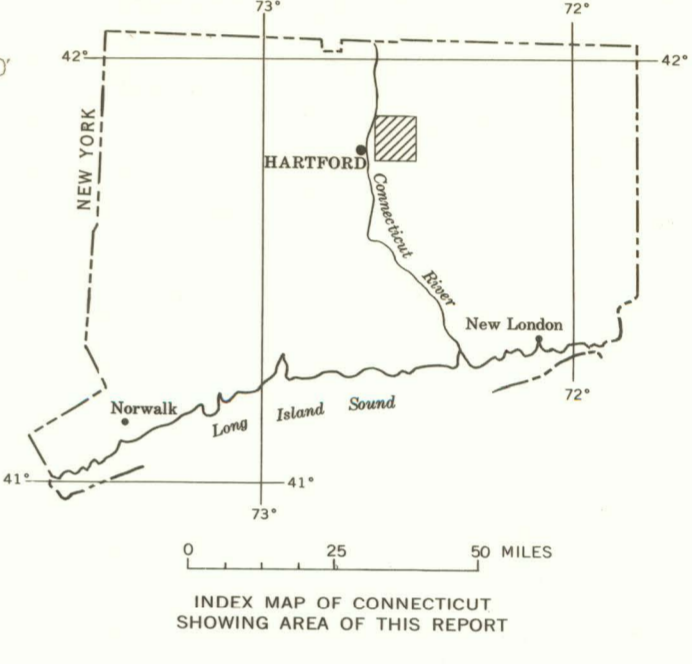 73°
72°
0'
42°
42°
NEW YORK
HARTFORD
Connecticut River
New London
72°
Norwalk
Long Island Sound
41°
41°
73°
0 25 50 MILES
INDEX MAP OF CONNECTICUT
SHOWING AREA OF THIS REPORT